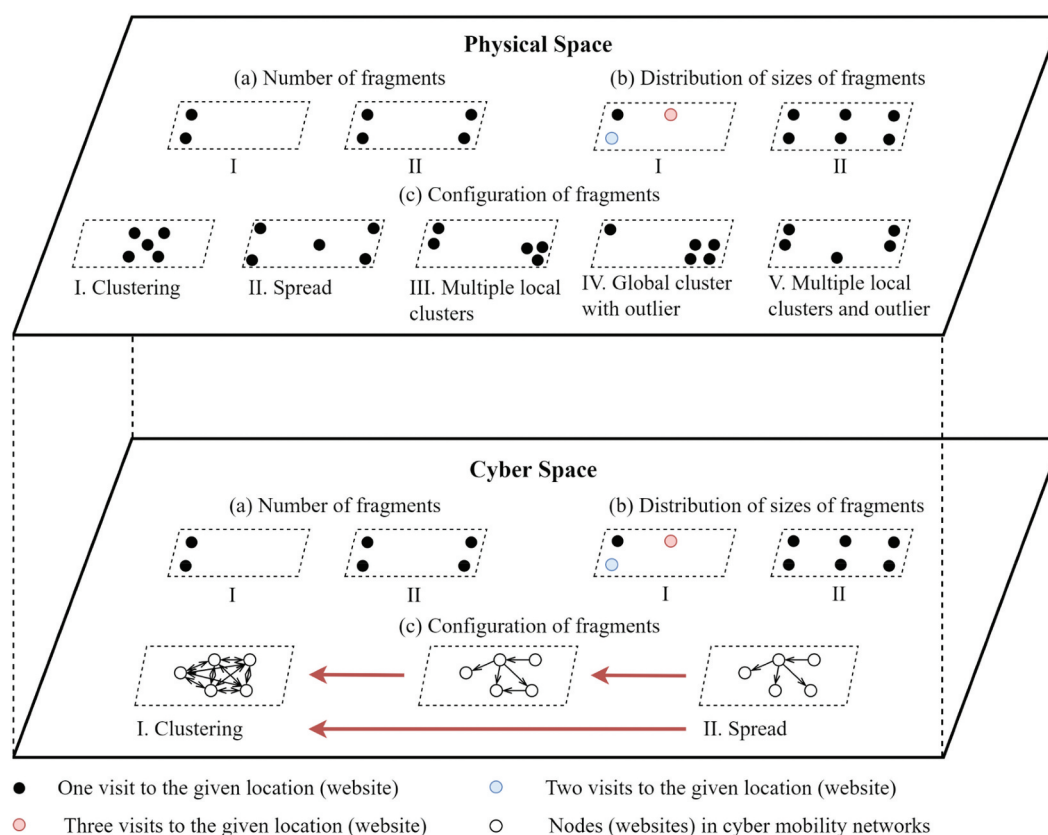 Physical Space
(a) Number of fragments
(b) Distribution of sizes of fragments
I
II
I
II
(c) Configuration of fragments
I. Clustering
II. Spread
III. Multiple local
clusters
IV. Global cluster
with outlier
V. Multiple local
clusters and outlier
Cyber Space
(a) Number of fragments
(b) Distribution of sizes of fragments
I
II
I
II
(c) Configuration of fragments
I. Clustering
II. Spread
One visit to the given location (website)
Two visits to the given location (website)
Three visits to the given location (website)
Nodes (websites) in cyber mobility networks